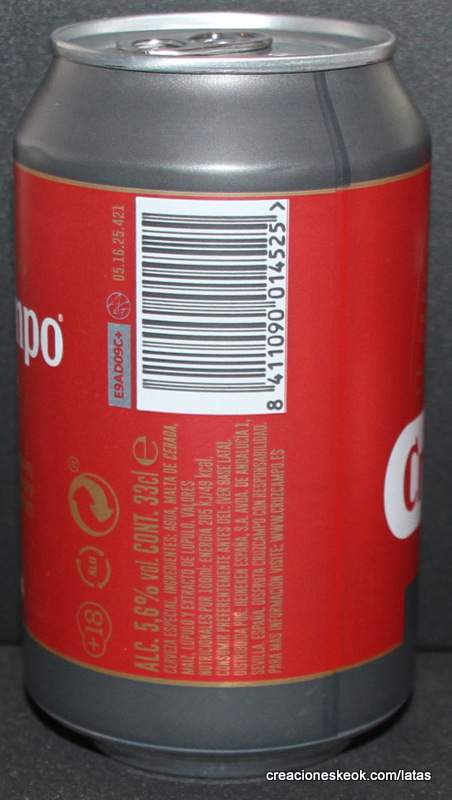 mpo®
05.16.25.421
E9AD09C+
8 411090 014525 >
®
alu
+18
ALC. 5,6% vol. CONT. 33cl e
CERVEZA ESPECIAL. INGREDIENTES: AGUA, MALTA DE CEBADA,
MAÍZ, LÚPULO Y EXTRACTO DE LÚPULO. VALORES
NUTRICIONALES POR 100ml: ENERGÍA 205 kJ/49 kcal.
CONSUMIR PREFERENTEMENTE ANTES DEL: (VER BASE LATA).
DISTRIBUIDA POR: HEINEKEN ESPAÑA, S.A. AVDA. DE ANDALUCÍA 1,
SEVILLA. ESPAÑA. DISFRUTA CRUZCAMPO CON RESPONSABILIDAD.
PARA MAS INFORMACIÓN VISITE: WWW.CRUZCAMPO.ES
creacioneskeok.com/latas